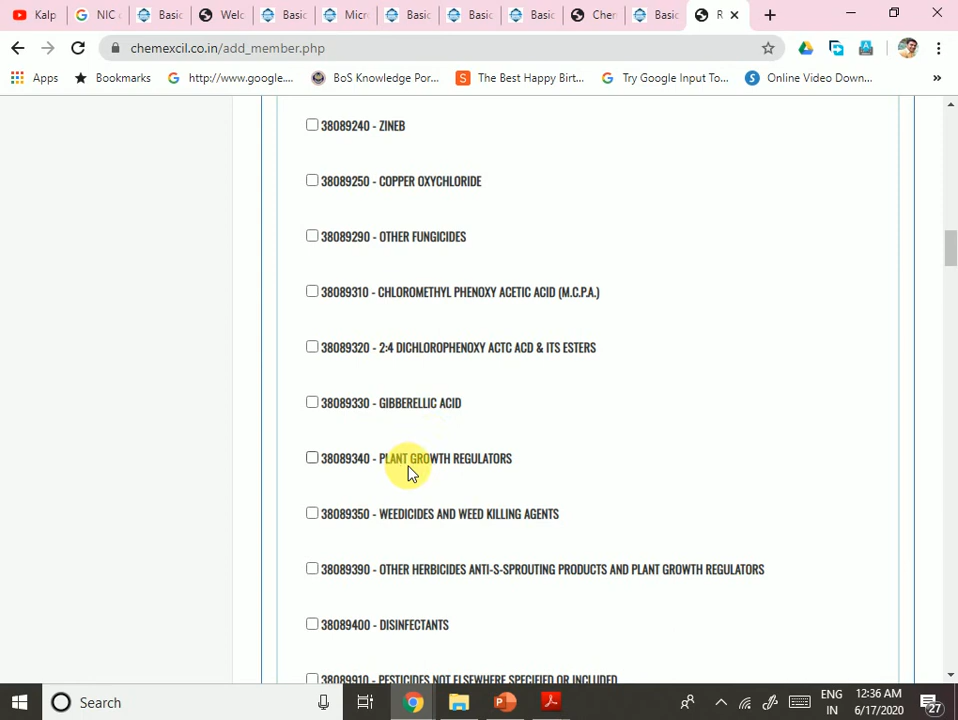 Kalp
NIC
Basic
Welc
Basic
Micr
Basic
Basic
Basic
Cher
Basic
R
chemexcil.co.in/add_member.php
Apps
Bookmarks
http://www.google...
BoS Knowledge Por...
The Best Happy Birt...
Try Google Input To...
Online Video Down...
38089240 - ZINEB
38089250 - COPPER OXYCHLORIDE
38089290 - OTHER FUNGICIDES
38089310 - CHLOROMETHYL PHENOXY ACETIC ACID (M.C.P.A.)
38089320 - 2:4 DICHLOROPHENOXY ACTC ACD & ITS ESTERS
38089330 - GIBBERELLIC ACID
38089340 - PLANT GROWTH REGULATORS
38089350 - WEEDICIDES AND WEED KILLING AGENTS
38089390 - OTHER HERBICIDES ANTI-S-SPROUTING PRODUCTS AND PLANT GROWTH REGULATORS
38089400 - DISINFECTANTS
38089910 - PESTICIDES NOT ELSEWHERE SPECIFIED OR INCLUDED
Search
ENG
IN
12:36 AM
6/17/2020
27